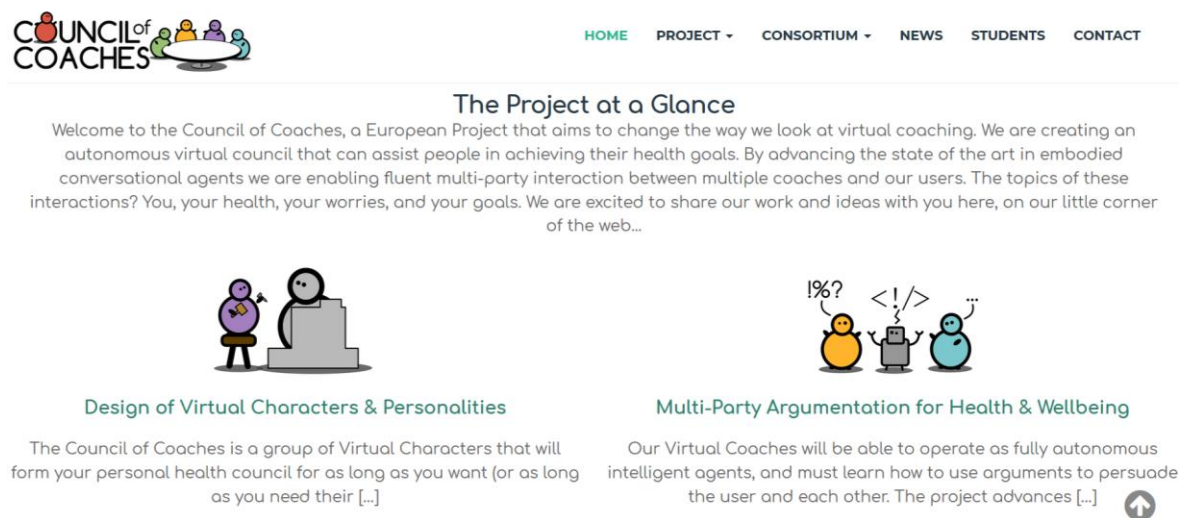 COUNCIL of
COACHES
HOME PROJECT CONSORTIUM NEWS STUDENTS CONTACT
The Project at a Glance
Welcome to the Council of Coaches, a European Project that aims to change the way we look at virtual coaching. We are creating an
autonomous virtual council that can assist people in achieving their health goals. By advancing the state of the art in embodied
conversational agents we are enabling fluent multi-party interaction between multiple coaches and our users. The topics of these
interactions? You, your health, your worries, and your goals. We are excited to share our work and ideas with you here, on our little corner
of the web...
Design of Virtual Characters & Personalities
The Council of Coaches is a group of Virtual Characters that will
form your personal health council for as long as you want (or as long
as you need their [...]
!%? <!/> ...
Multi-Party Argumentation for Health & Wellbeing
Our Virtual Coaches will be able to operate as fully autonomous
intelligent agents, and must learn how to use arguments to persuade
the user and each other. The project advances [...]